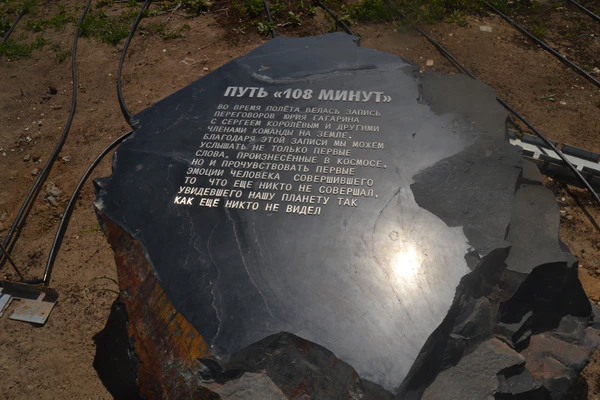 ПУТЬ «108 МИНУТ»
ВО ВРЕМЯ ПОЛЁТА ВЕЛАСЬ ЗАПИСЬ
ПЕРЕГОВОРОВ ЮРИЯ ГАГАРИНА
С СЕРГЕЕМ КОРОЛЁВЫМ И ДРУГИМИ
ЧЛЕНАМИ КОМАНДЫ НА ЗЕМЛЕ.
БЛАГОДАРЯ ЭТОЙ ЗАПИСИ МЫ МОЖЕМ
УСЛЫШАТЬ НЕ ТОЛЬКО ПЕРВЫЕ
СЛОВА, ПРОИЗНЕСЁННЫЕ В КОСМОСЕ,
НО И ПРОЧУВСТВОВАТЬ ПЕРВЫЕ
ЭМОЦИИ ЧЕЛОВЕКА СОВЕРШИВШЕГО
ТО ЧТО ЕЩЕ НИКТО НЕ СОВЕРШАЛ,
УВИДЕВШЕГО НАШУ ПЛАНЕТУ ТАК
КАК ЕЩЁ НИКТО НЕ ВИДЕЛ